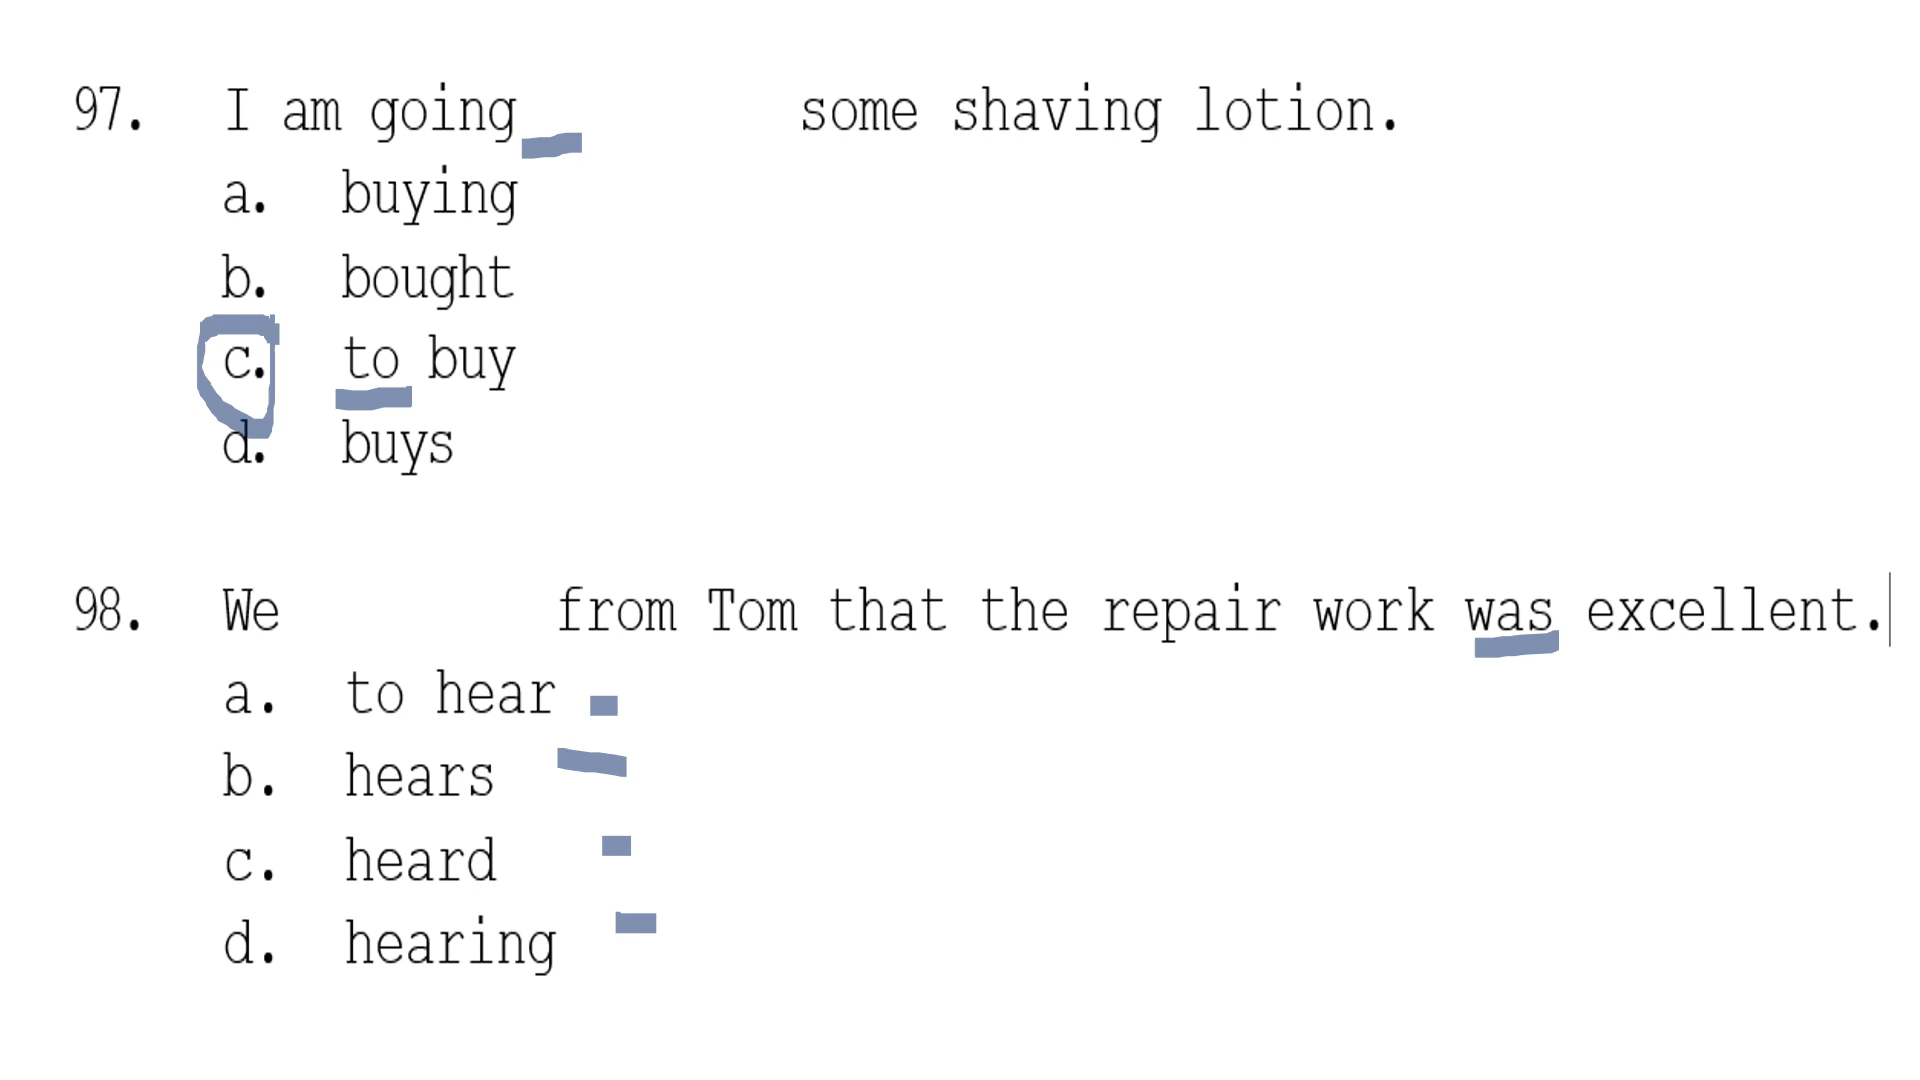 97. I am going some shaving lotion.
a. buying
b. bought
c. to buy
d. buys
98. We from Tom that the repair work was excellent.
a. to hear
b. hears
c. heard
d. hearing